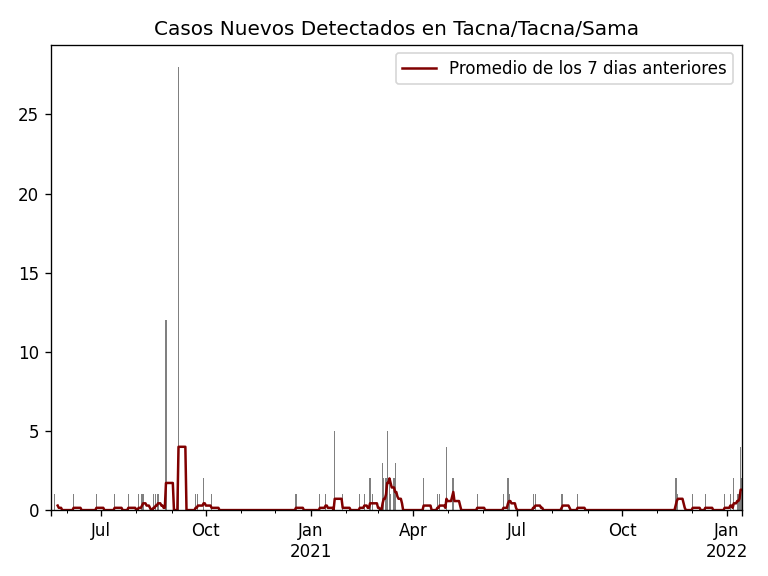 Casos Nuevos Detectados en Tacna/Tacna/Sama
Promedio de los 7 dias anteriores
25
20
15
10
5
0
Jul Oct Jan Apr Jul Oct Jan
2021 2022